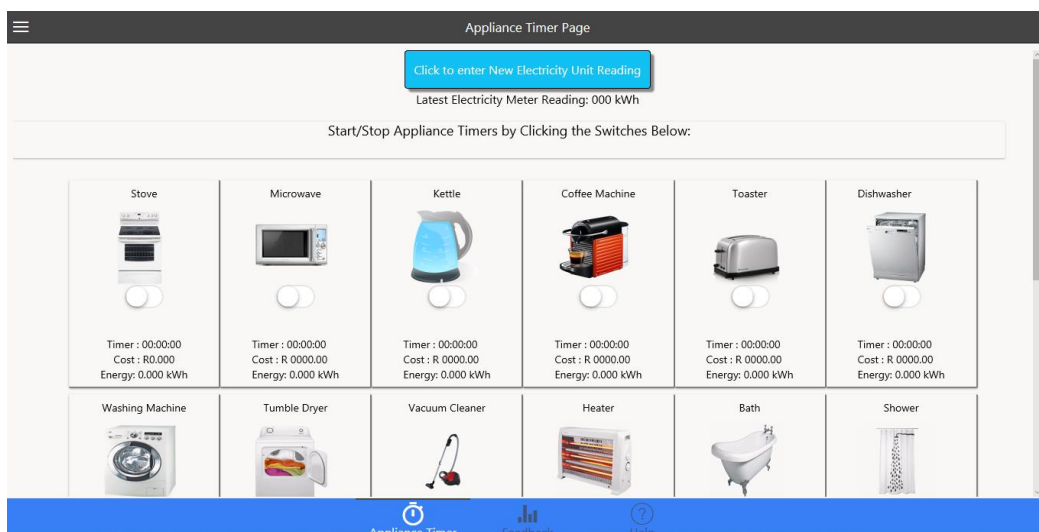 Appliance Timer Page
Click to enter New Electricity Unit Reading
Latest Electricity Meter Reading: 000 kWh
Start/Stop Appliance Timers by Clicking the Switches Below:
Stove
Microwave
Kettle
Coffee Machine
Toaster
Dishwasher
Timer : 00:00:00
Cost : R0.000
Energy: 0.000 kWh
Timer : 00:00:00
Cost : R 0000.00
Energy: 0.000 kWh
Timer : 00:00:00
Cost : R 0000.00
Energy: 0.000 kWh
Timer : 00:00:00
Cost : R 0000.00
Energy: 0.000 kWh
Timer : 00:00:00
Cost : R 0000.00
Energy: 0.000 kWh
Timer : 00:00:00
Cost : R 0000.00
Energy: 0.000 kWh
Washing Machine
Tumble Dryer
Vacuum Cleaner
Heater
Bath
Shower
Appliance Timer
Feedback
Help